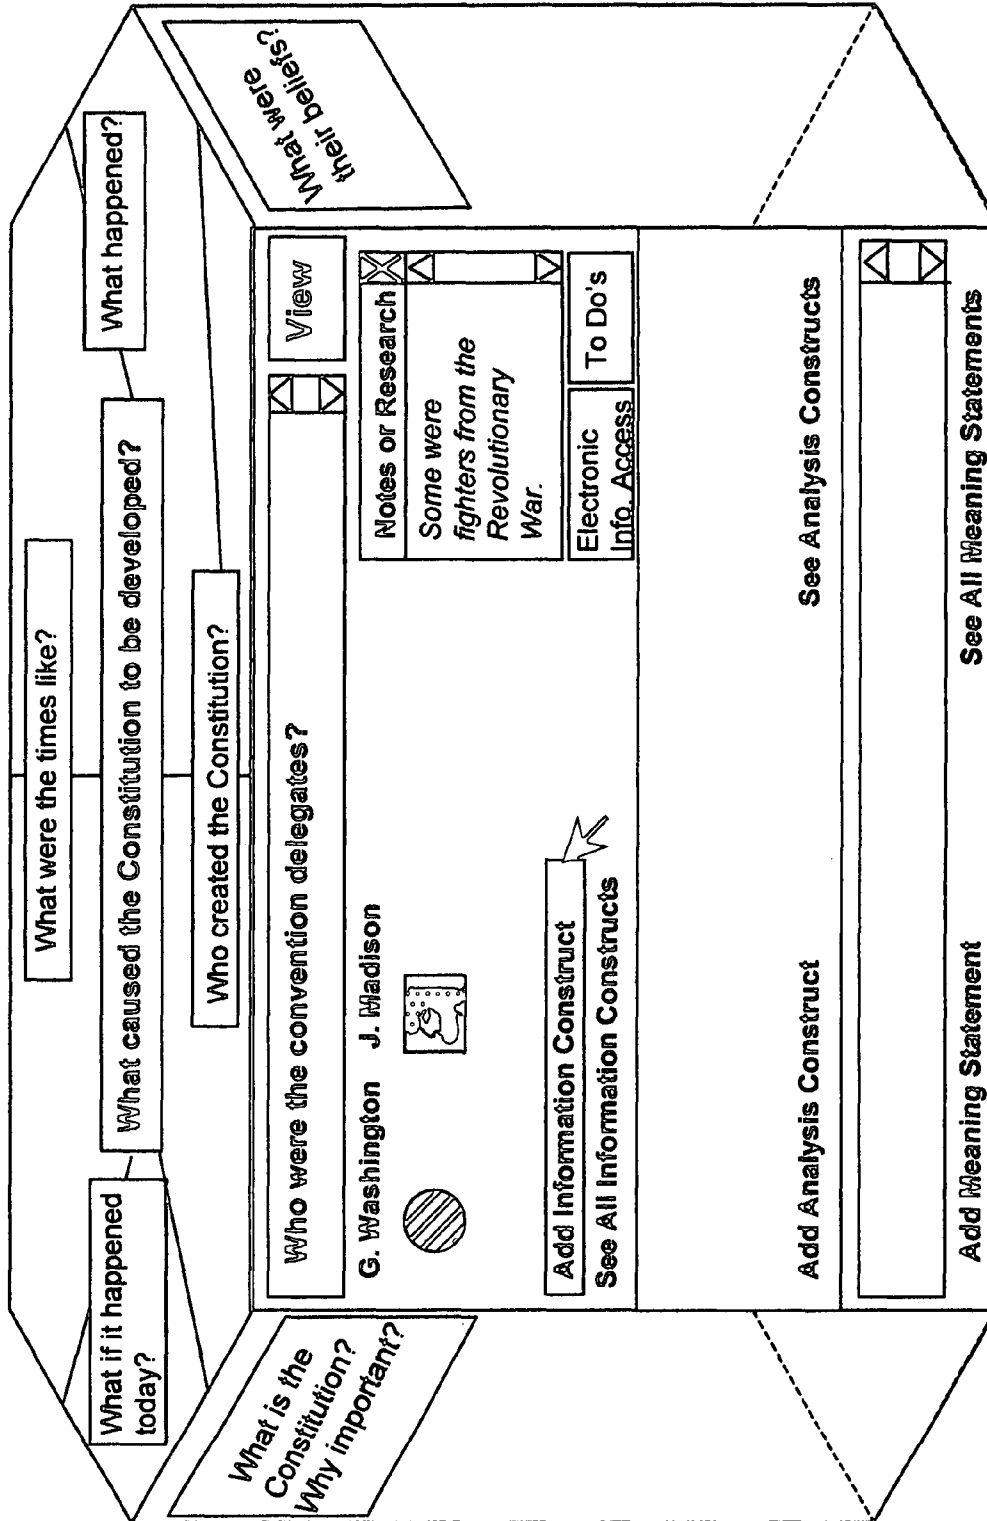 What were the times like?
What if it happened
today?
What caused the Constitution to be developed?
What happened?
Who created the Constitution?
What is the
Constitution?
Why important?
What were
their beliefs?
Who were the convention delegates?
View
G. Washington
J. Madison
Notes or Research
Some were
fighters from the
Revolutionary
War.
Electronic
Info. Access
To Do's
Add Information Construct
See All Information Constructs
Add Analysis Construct
See Analysis Constructs
Add Meaning Statement
See All Meaning Statements